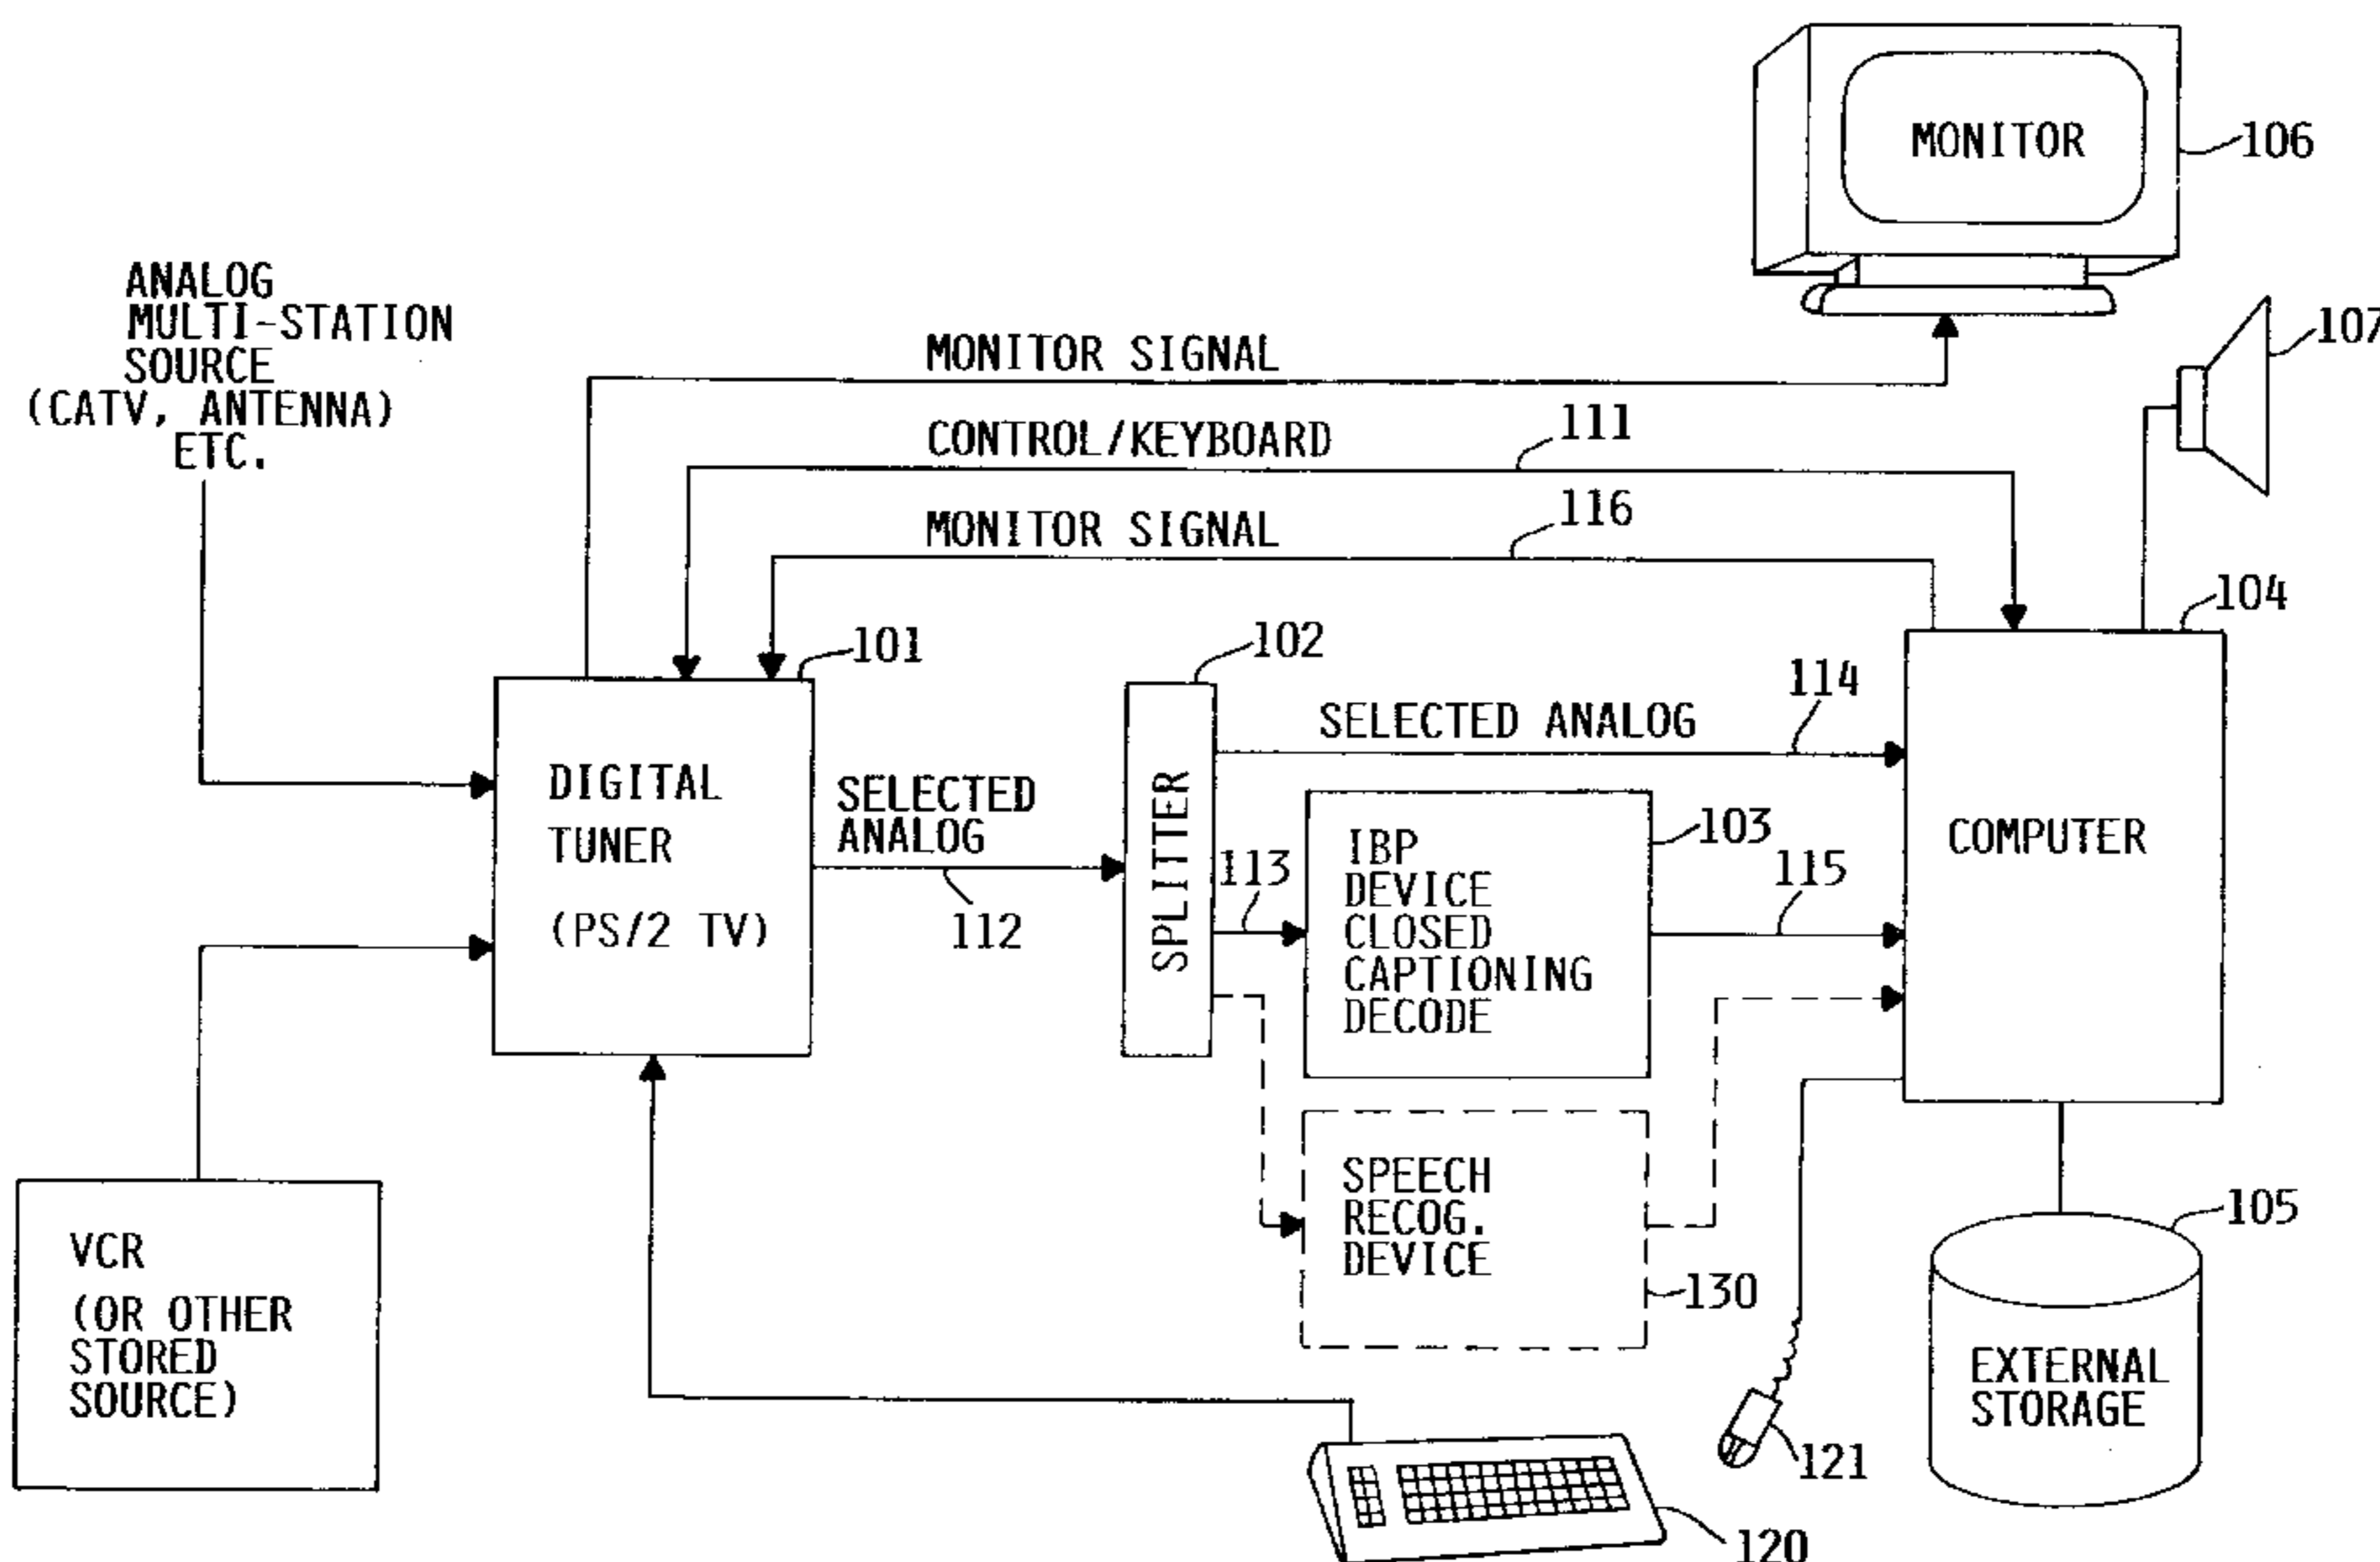 MONITOR
106
107
ANALOG
MULTI-STATION
SOURCE
(CATV, ANTENNA)
ETC.
MONITOR SIGNAL
CONTROL/KEYBOARD
111
MONITOR SIGNAL
116
104
101
102
114
SELECTED ANALOG
DIGITAL
TUNER
(PS/2 TV)
SELECTED
ANALOG
112
SPLITTER
113
IBP
DEVICE
CLOSED
CAPTIONING
DECODE
103
115
COMPUTER
SPEECH
RECOG.
DEVICE
130
105
VCR
(OR OTHER
STORED
SOURCE)
EXTERNAL
STORAGE
121
120